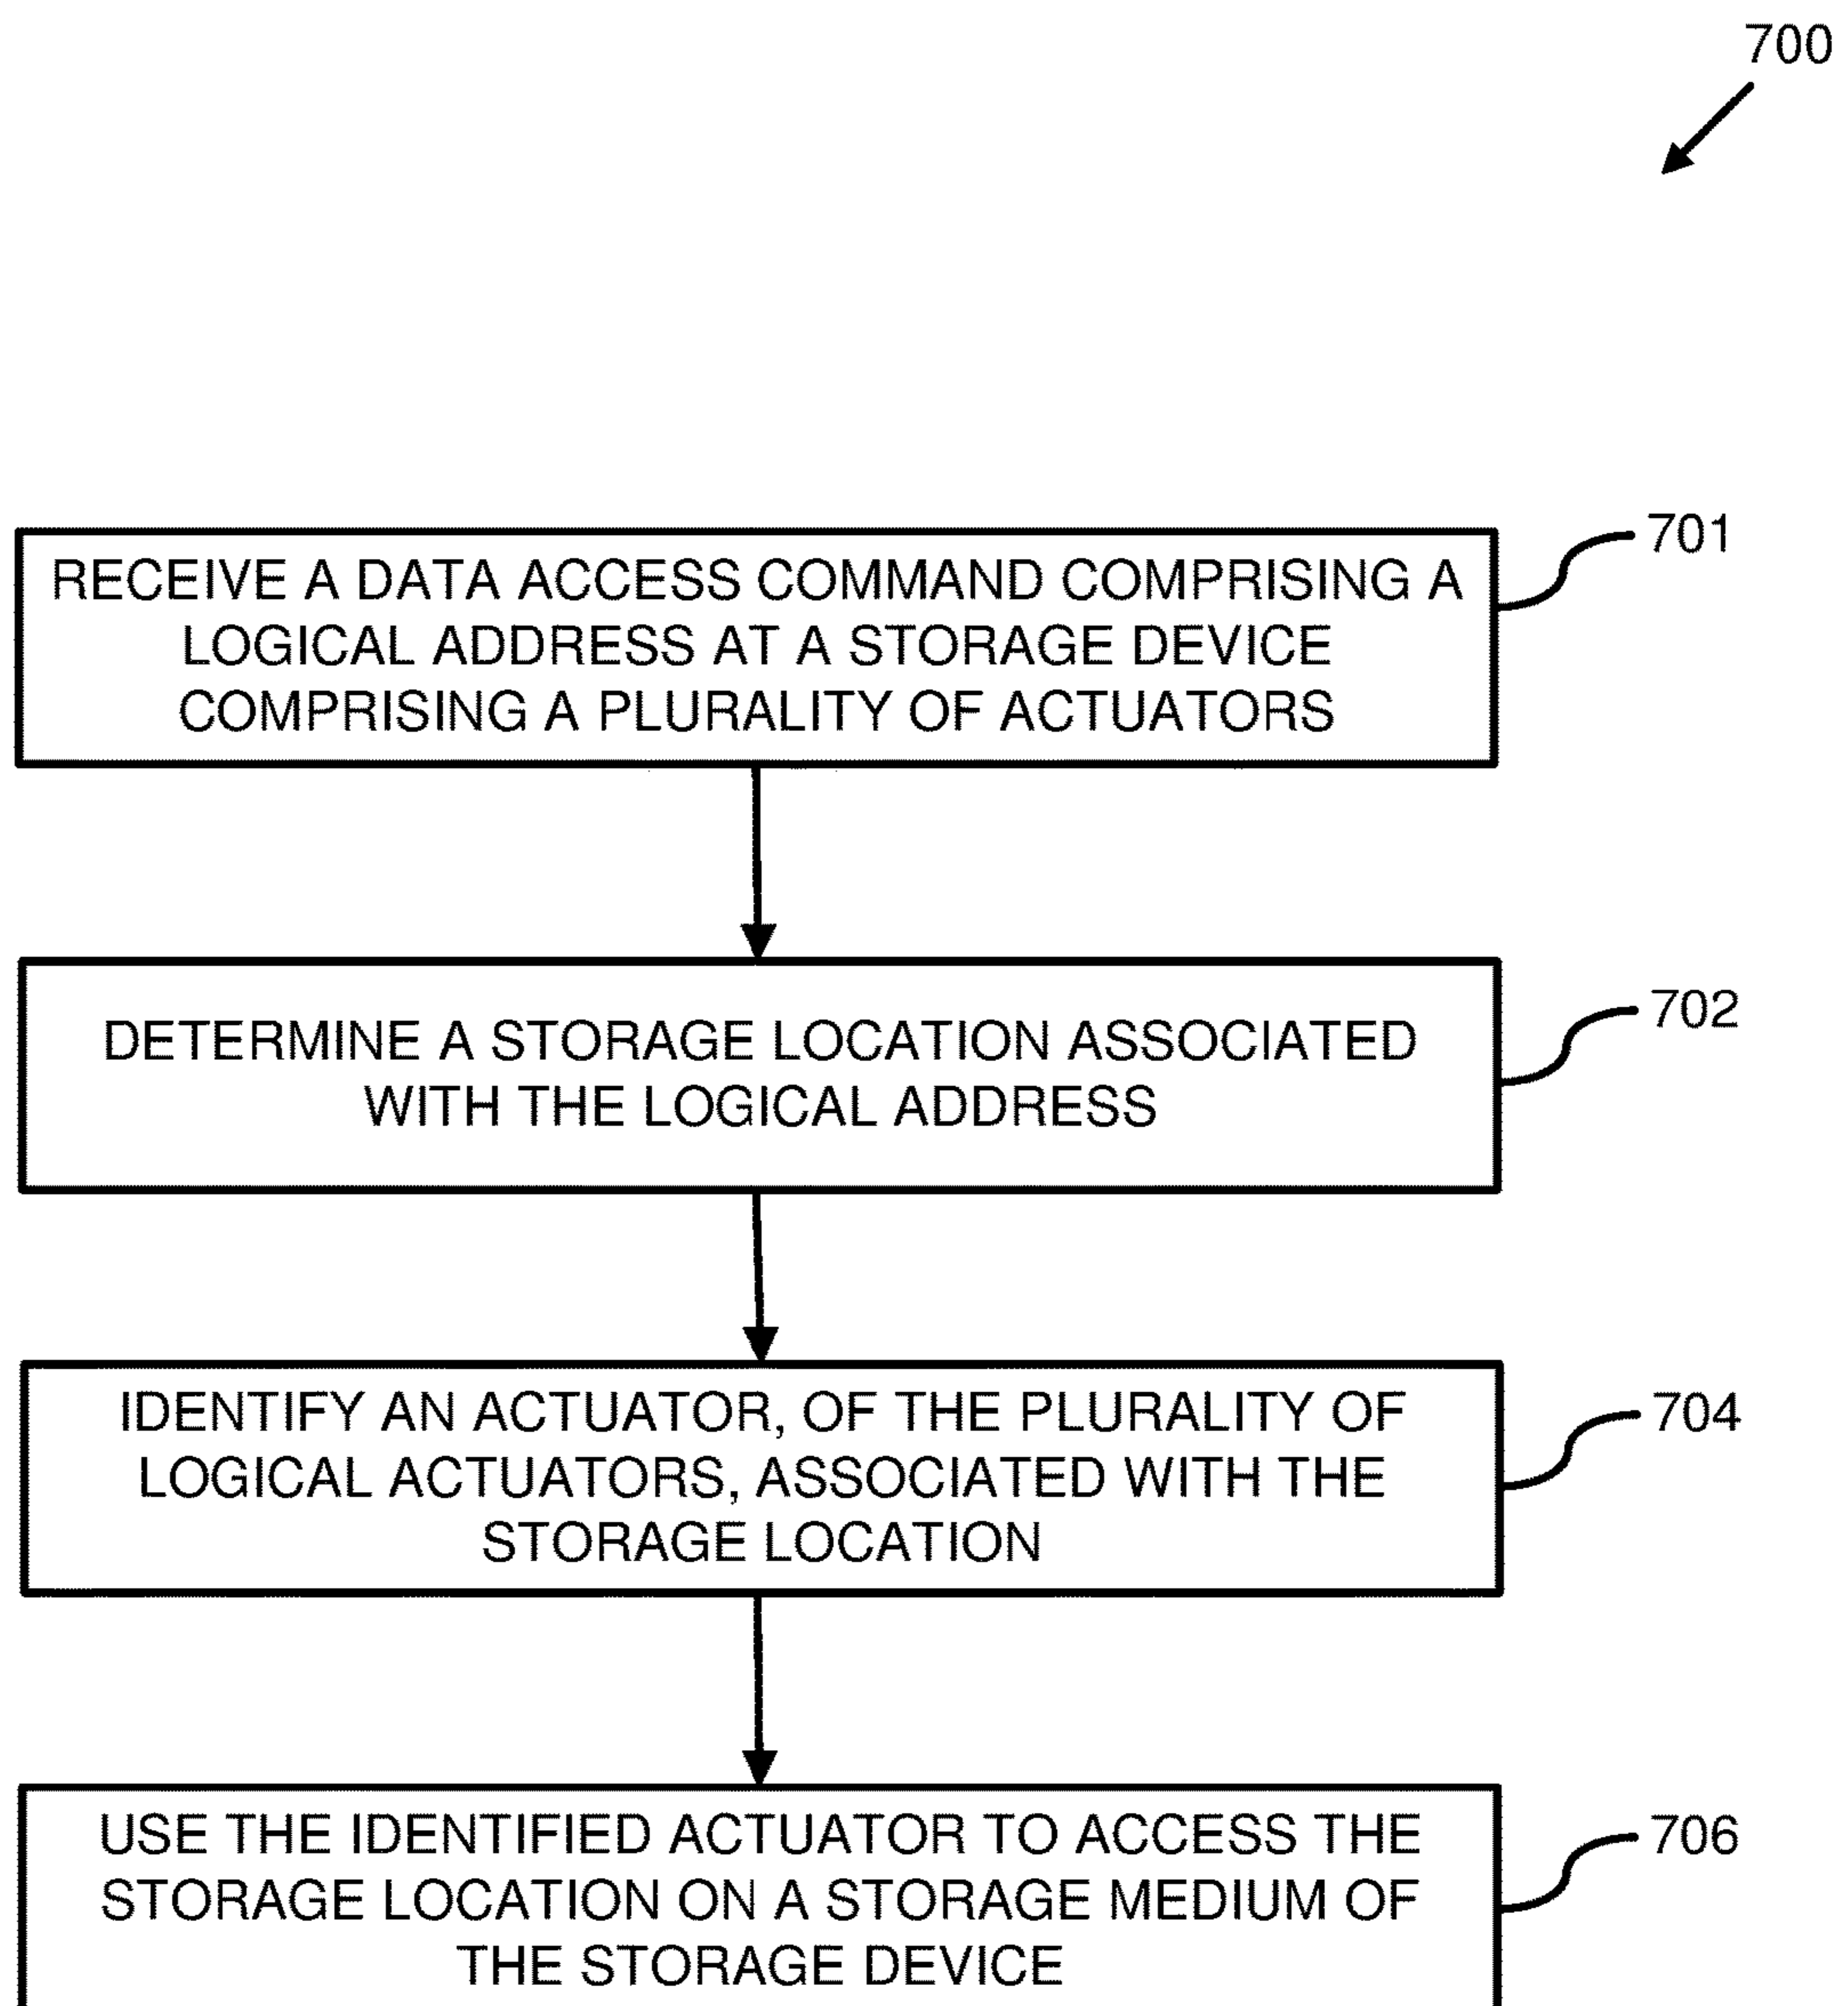 700
RECEIVE A DATA ACCESS COMMAND COMPRISING A
LOGICAL ADDRESS AT A STORAGE DEVICE
COMPRISING A PLURALITY OF ACTUATORS
701
DETERMINE A STORAGE LOCATION ASSOCIATED
WITH THE LOGICAL ADDRESS
702
IDENTIFY AN ACTUATOR, OF THE PLURALITY OF
LOGICAL ACTUATORS, ASSOCIATED WITH THE
STORAGE LOCATION
704
USE THE IDENTIFIED ACTUATOR TO ACCESS THE
STORAGE LOCATION ON A STORAGE MEDIUM OF
THE STORAGE DEVICE
706